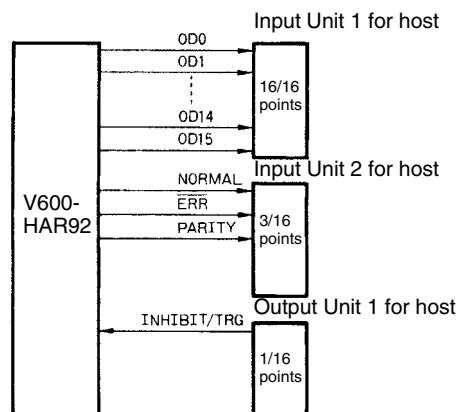 Input Unit 1 for host
OD0
OD1
16/16
points
OD14
OD15
Input Unit 2 for host
NORMAL
V600-
HAR92
ERR
3/16
points
PARITY
Output Unit 1 for host
INHIBIT/TRG
1/16
points